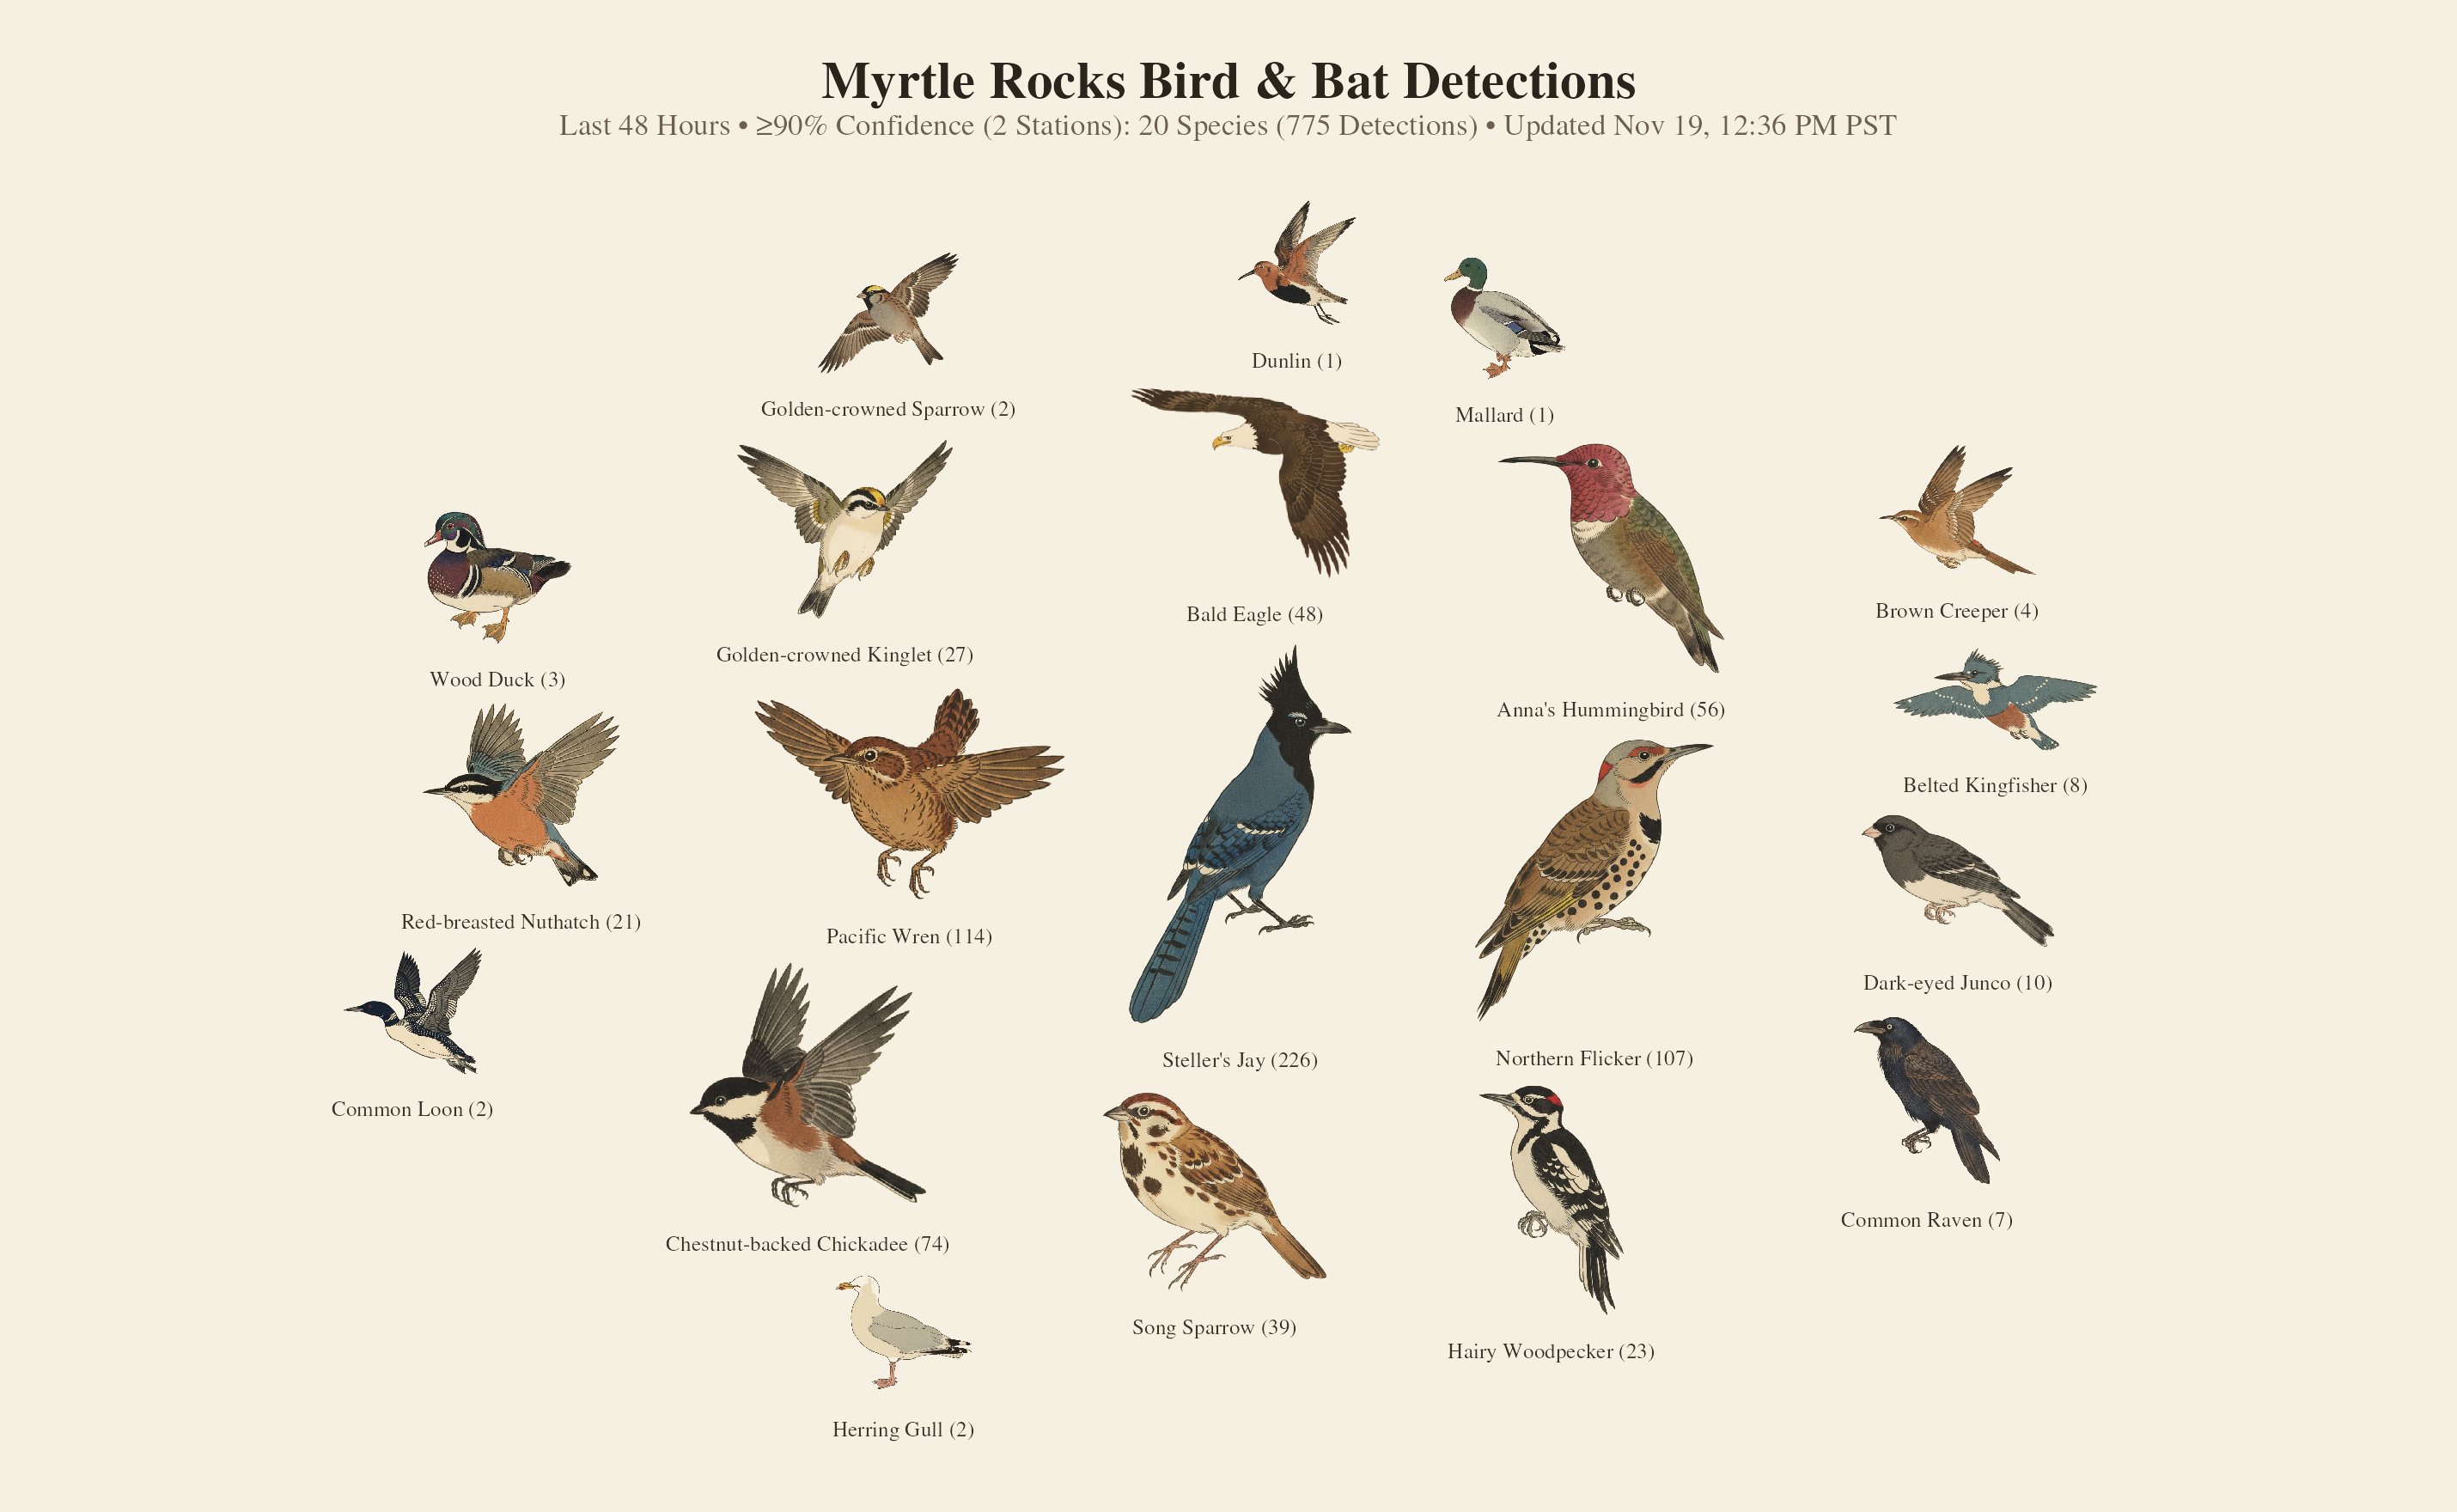 Myrtle Rocks Bird & Bat Detections
Last 48 Hours • ≥90% Confidence (2 Stations): 20 Species (775 Detections) • Updated Nov 19, 12:36 PM PST
Dunlin (1)
Golden-crowned Sparrow (2)
Mallard (1)
Brown Creeper (4)
Bald Eagle (48)
Golden-crowned Kinglet (27)
Wood Duck (3)
Anna's Hummingbird (56)
Belted Kingfisher (8)
Red-breasted Nuthatch (21)
Pacific Wren (114)
Dark-eyed Junco (10)
Steller's Jay (226)
Northern Flicker (107)
Common Loon (2)
Common Raven (7)
Chestnut-backed Chickadee (74)
Song Sparrow (39)
Hairy Woodpecker (23)
Herring Gull (2)